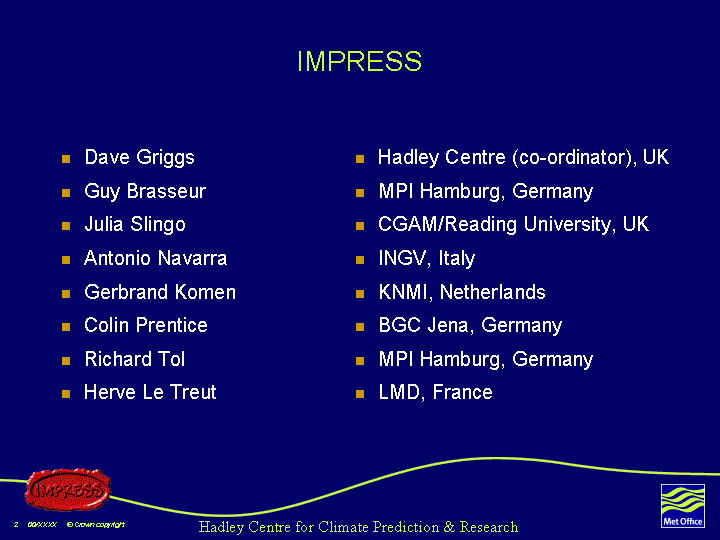 IMPRESS
Dave Griggs
Hadley Centre (co-ordinator), UK
Guy Brasseur
MPI Hamburg, Germany
Julia Slingo
CGAM/Reading University, UK
Antonio Navarra
INGV, Italy
Gerbrand Komen
KNMI, Netherlands
Colin Prentice
BGC Jena, Germany
Richard Tol
MPI Hamburg, Germany
Herve Le Treut
LMD, France
IMPRESS
2 00/XXXX © Crown copyright
Hadley Centre for Climate Prediction & Research
Met Office